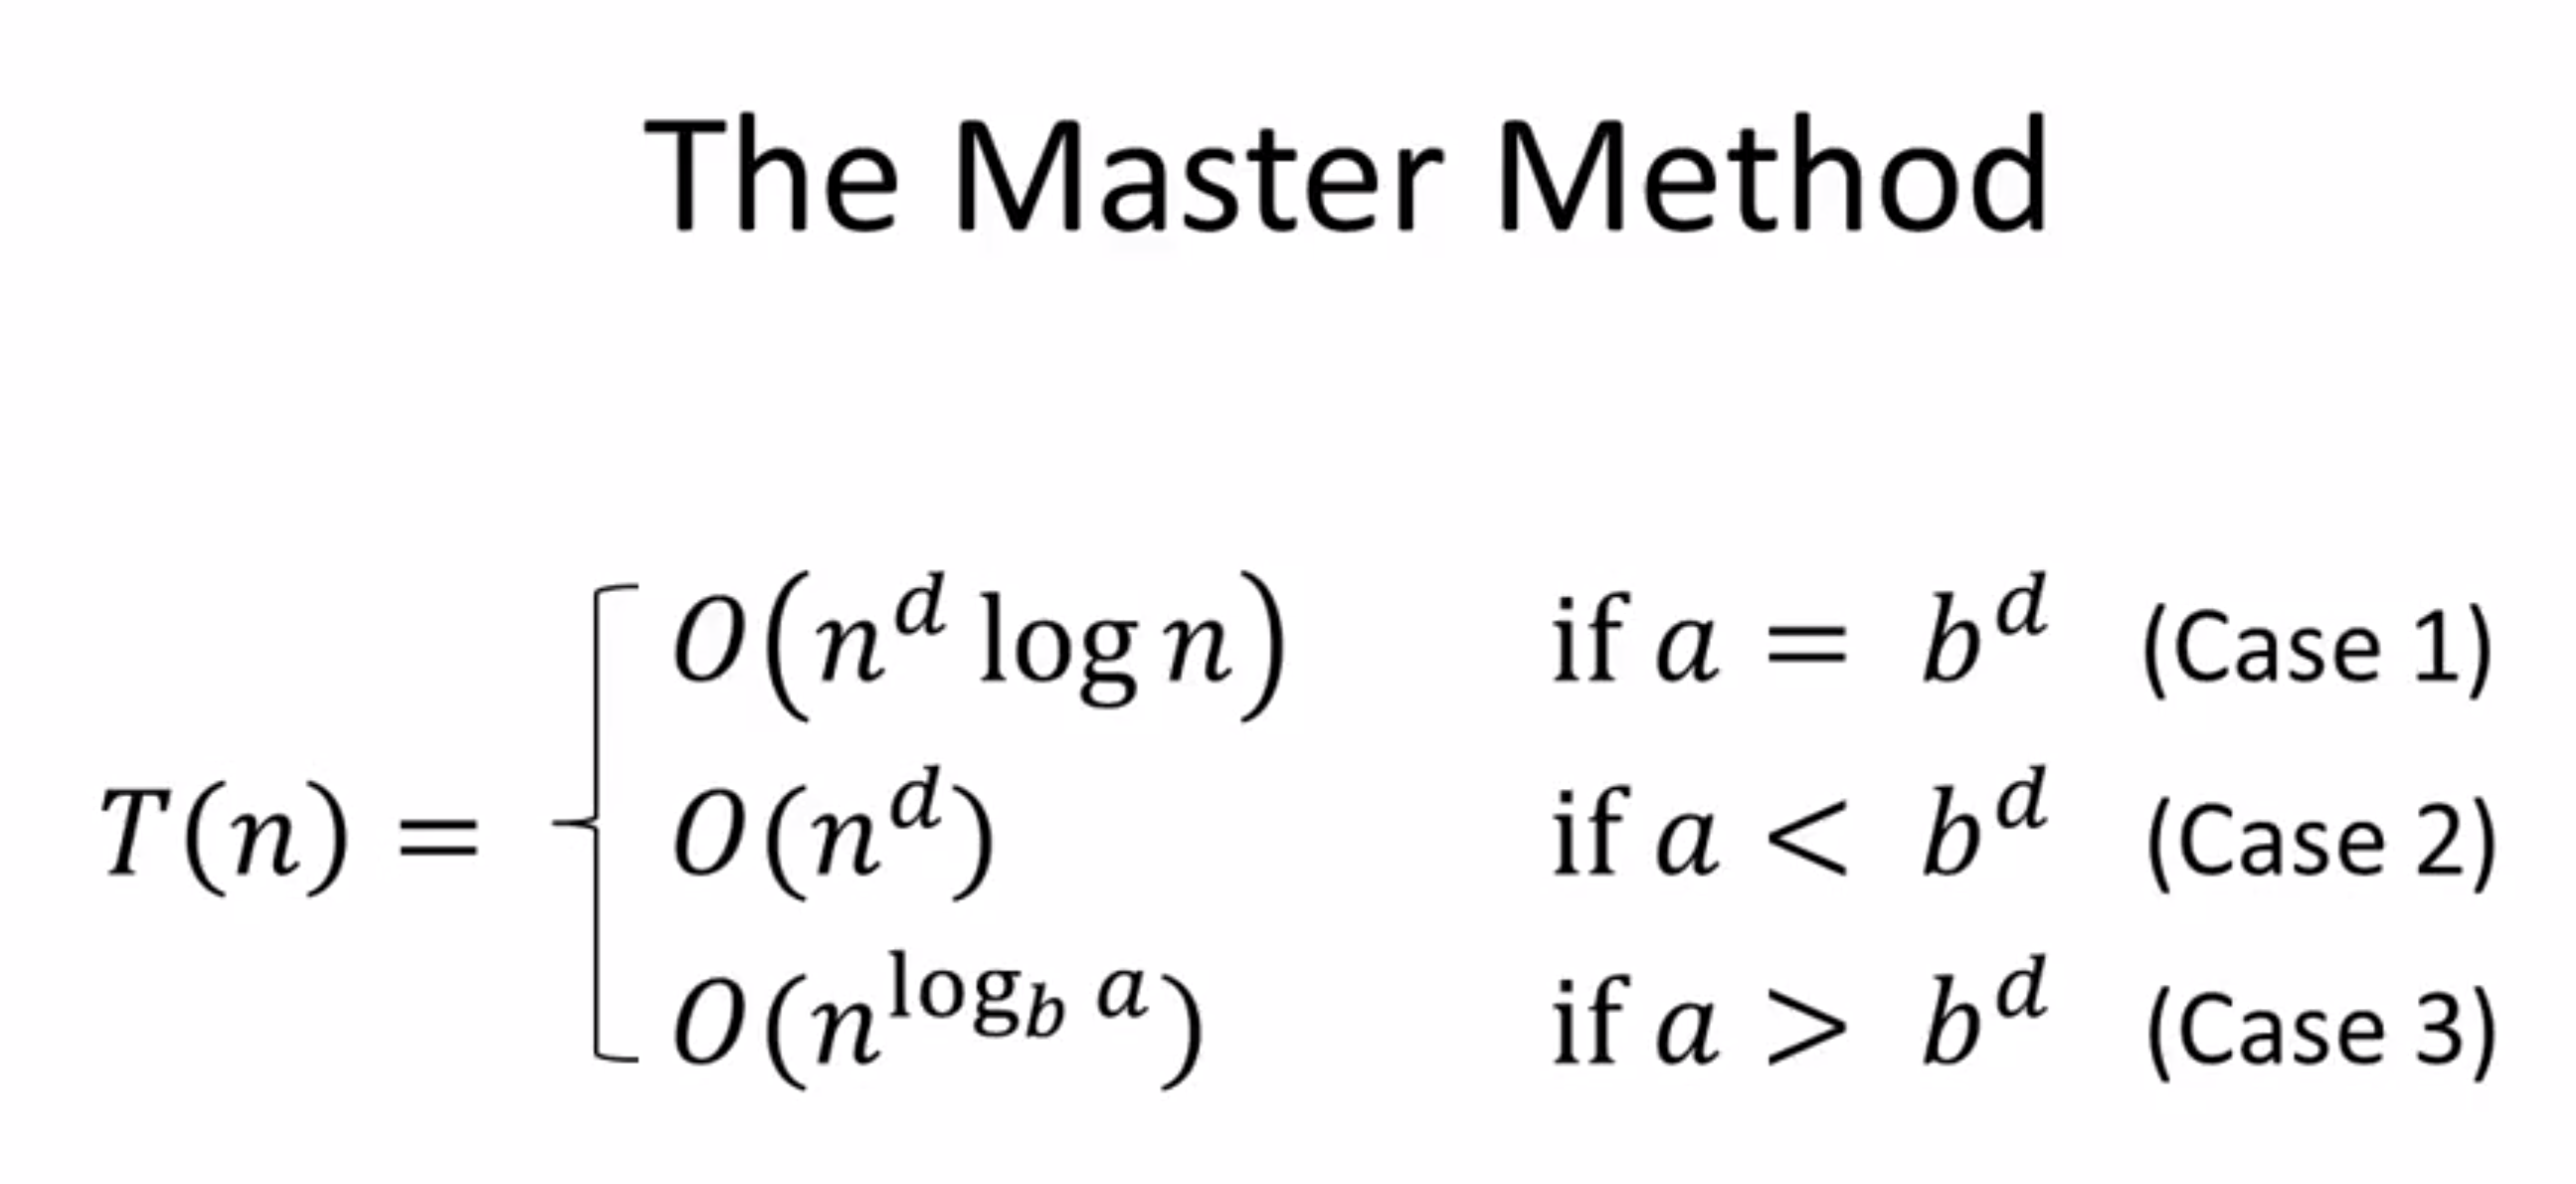 The Master Method
O(n^d log n) if a = b^d (Case 1)
T(n) = O(n^d) if a < b^d (Case 2)
O(n^{log_b a}) if a > b^d (Case 3)